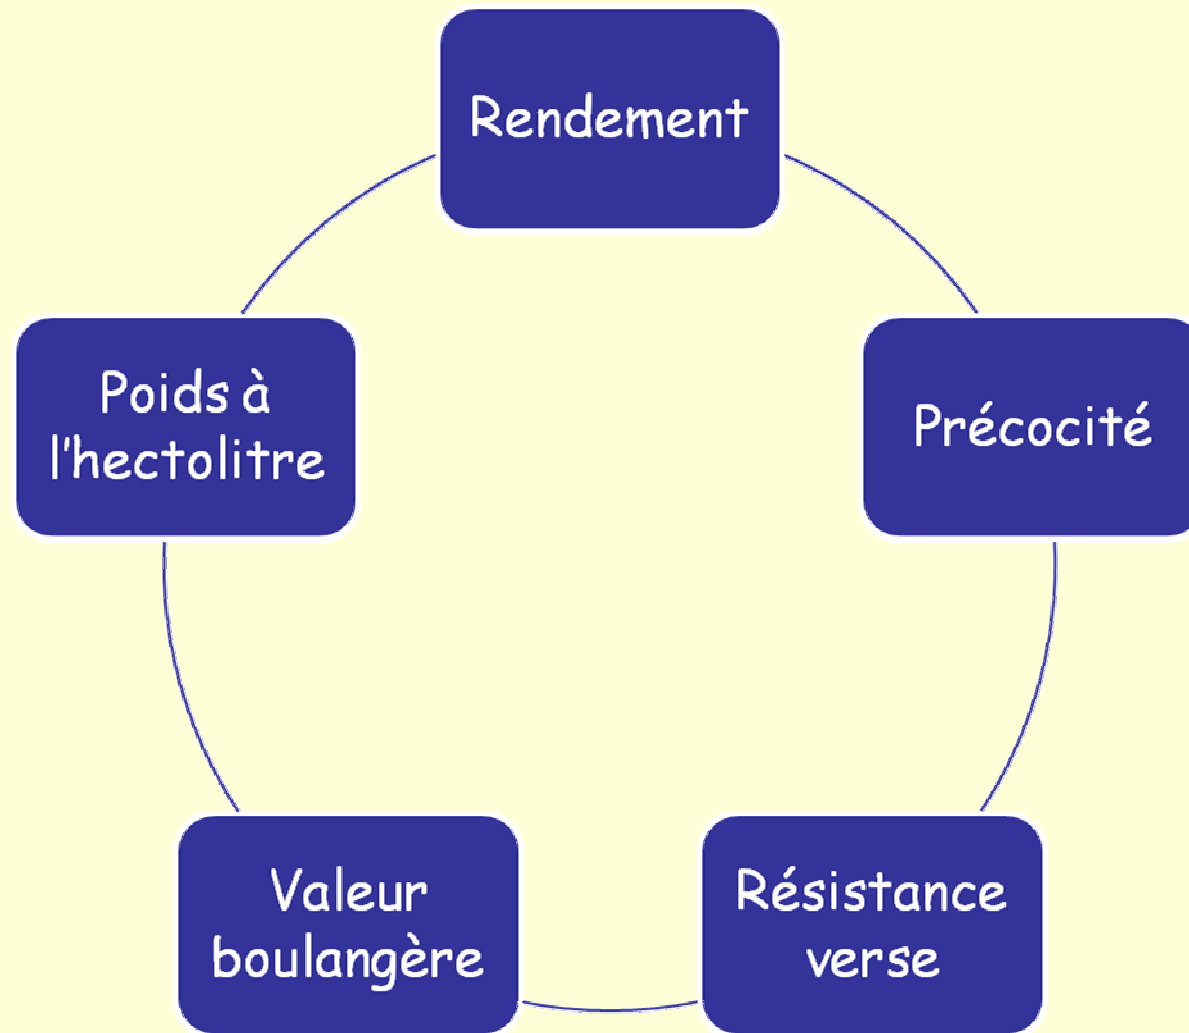 Rendement
Poids à
l'hectolitre
Précocité
Valeur
boulangère
Résistance
verse